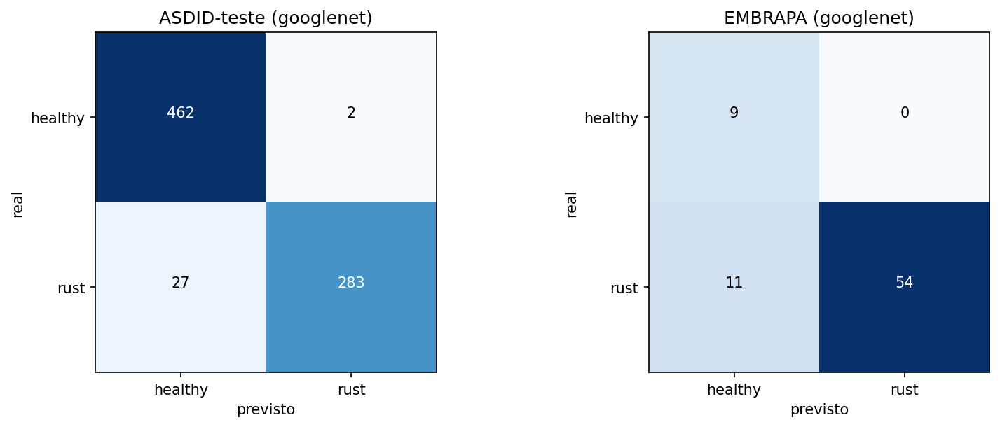 ASDID-teste (googlenet)
healthy
462
2
real
rust
27
283
healthy
rust
previsto
EMBRAPA (googlenet)
healthy
9
0
real
rust
11
54
healthy
rust
previsto